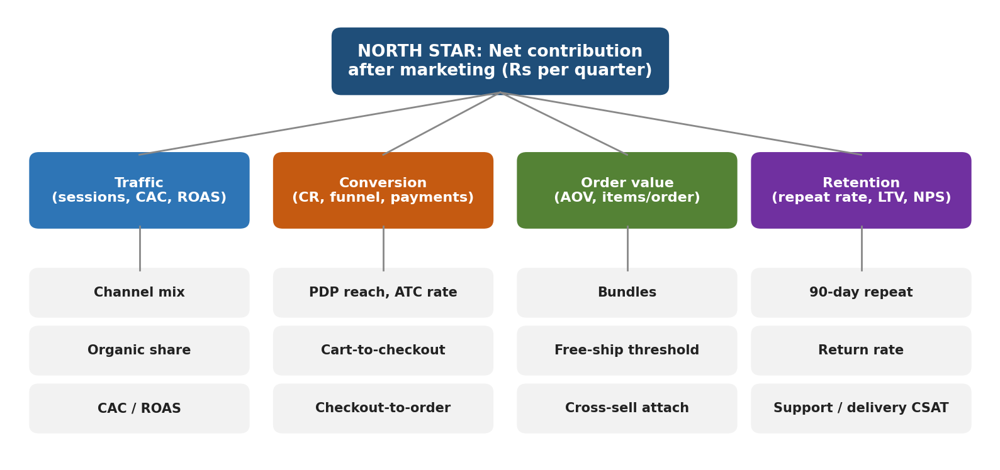 NORTH STAR: Net contribution
after marketing (Rs per quarter)
Traffic
(sessions, CAC, ROAS)
Conversion
(CR, funnel, payments)
Order value
(AOV, items/order)
Retention
(repeat rate, LTV, NPS)
Channel mix
PDP reach, ATC rate
Bundles
90-day repeat
Organic share
Cart-to-checkout
Free-ship threshold
Return rate
CAC / ROAS
Checkout-to-order
Cross-sell attach
Support / delivery CSAT